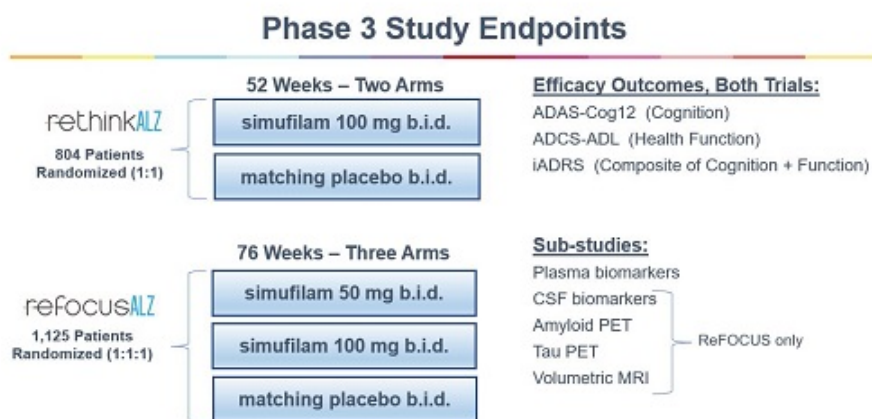 Phase 3 Study Endpoints
rethinkALZ
804 Patients
Randomized (1:1)
52 Weeks – Two Arms
simufilam 100 mg b.i.d.
matching placebo b.i.d.
Efficacy Outcomes, Both Trials:
ADAS-Cog12 (Cognition)
ADCS-ADL (Health Function)
iADRS (Composite of Cognition + Function)
refocusALZ
1,125 Patients
Randomized (1:1:1)
76 Weeks – Three Arms
simufilam 50 mg b.i.d.
simufilam 100 mg b.i.d.
matching placebo b.i.d.
Sub-studies:
Plasma biomarkers
CSF biomarkers
Amyloid PET
Tau PET
Volumetric MRI
ReFOCUS only